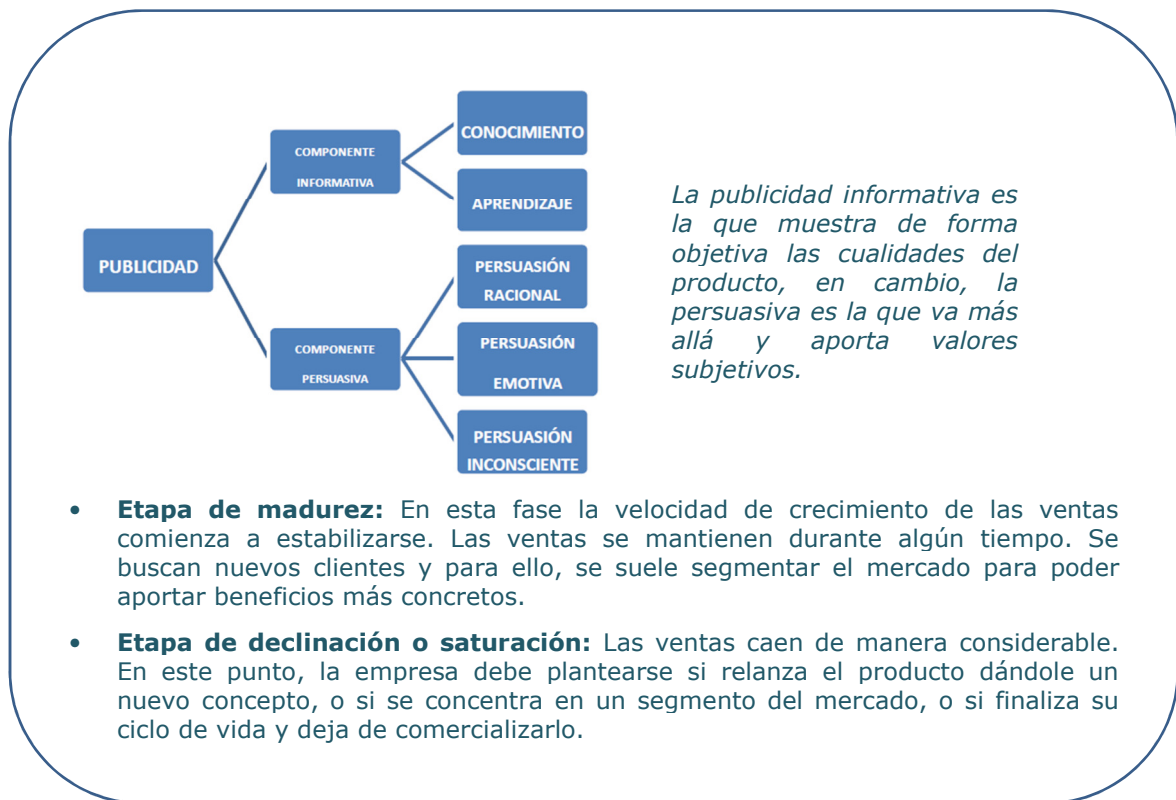 PUBLICIDAD
COMPONENTE
INFORMATIVA
CONOCIMIENTO
APRENDIZAJE
COMPONENTE
PERSUASIVA
PERSUASIÓN
RACIONAL
PERSUASIÓN
EMOTIVA
PERSUASIÓN
INCONSCIENTE
La publicidad informativa es
la que muestra de forma
objetiva las cualidades del
producto, en cambio, la
persuasiva es la que va más
allá y aporta valores
subjetivos.
• Etapa de madurez: En esta fase la velocidad de crecimiento de las ventas
comienza a estabilizarse. Las ventas se mantienen durante algún tiempo. Se
buscan nuevos clientes y para ello, se suele segmentar el mercado para poder
aportar beneficios más concretos.
• Etapa de declinación o saturación: Las ventas caen de manera considerable.
En este punto, la empresa debe plantearse si relanza el producto dándole un
nuevo concepto, o si se concentra en un segmento del mercado, o si finaliza su
ciclo de vida y deja de comercializarlo.